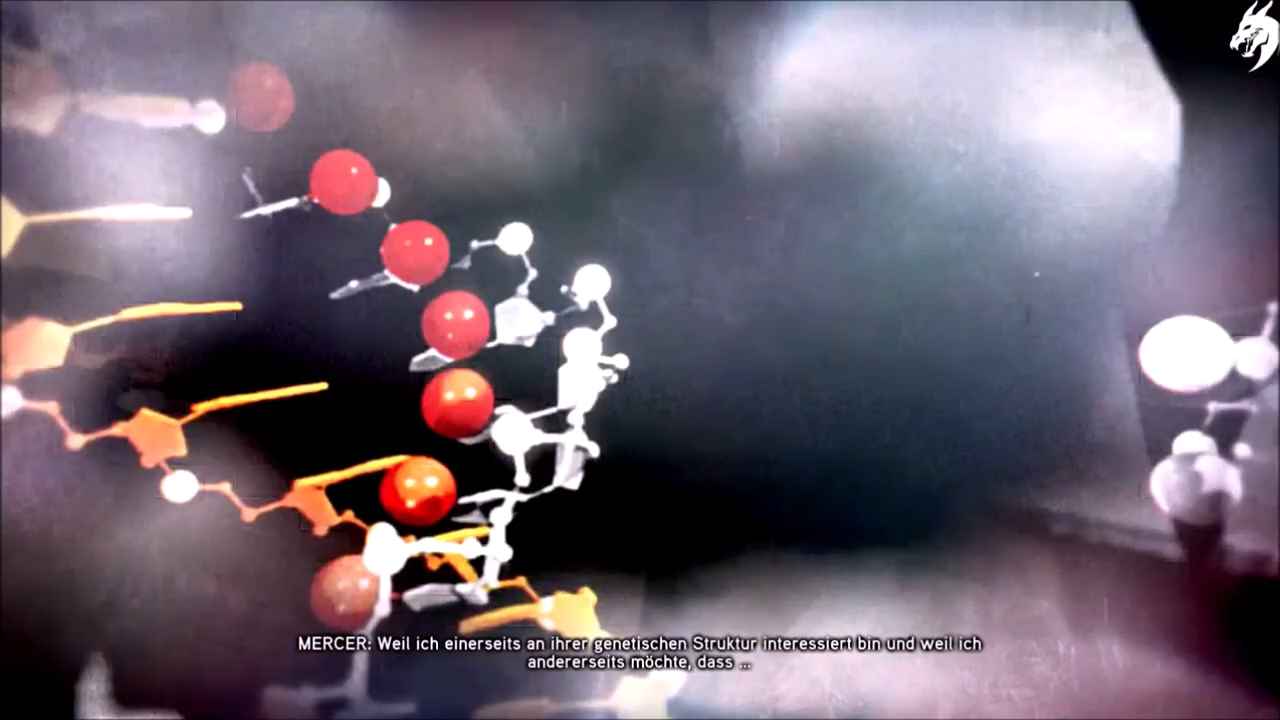 MERCER: Weil ich einerseits an ihrer genetischen Struktur interessiert bin und weil ich
andererseits möchte, dass ...